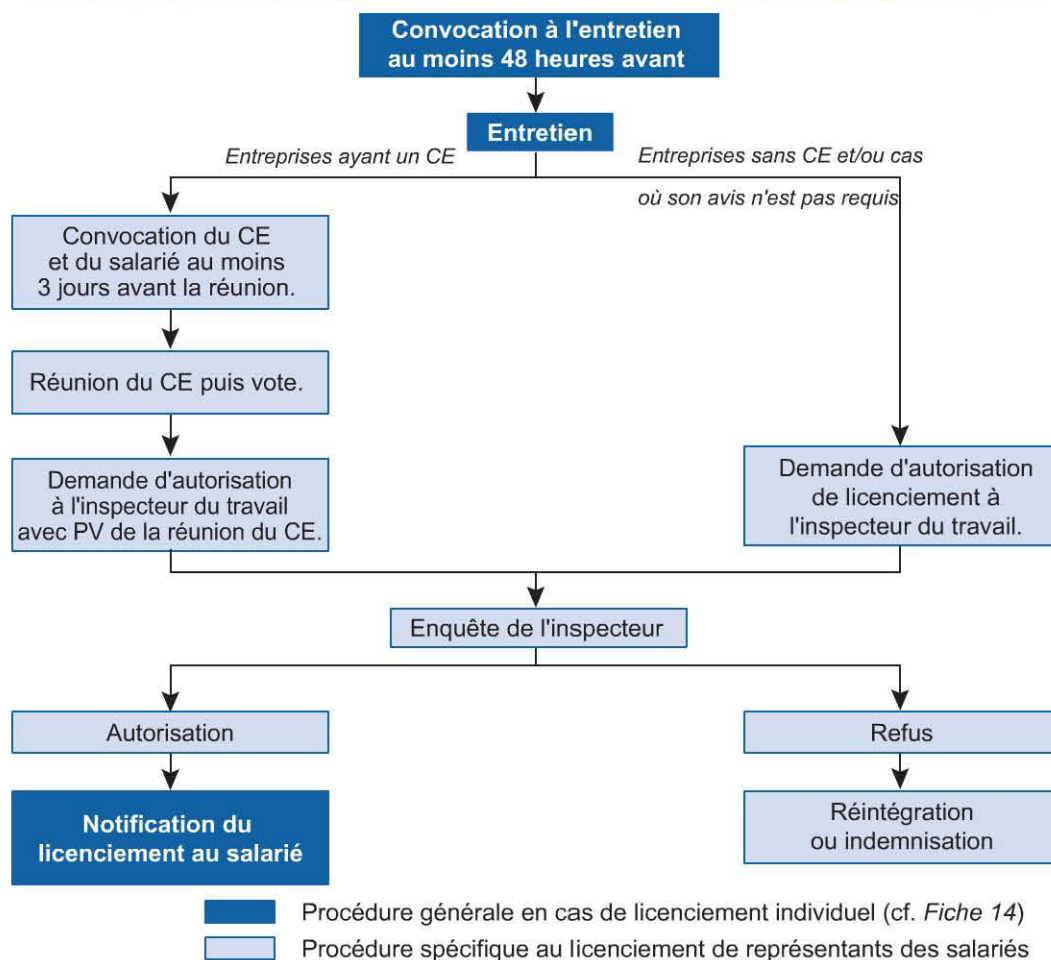 Convocation à l'entretien
au moins 48 heures avant
Entretien
Entreprises ayant un CE
Entreprises sans CE et/ou cas
où son avis n'est pas requis
Convocation du CE
et du salarié au moins
3 jours avant la réunion.
Réunion du CE puis vote.
Demande d'autorisation
à l'inspecteur du travail
avec PV de la réunion du CE.
Demande d'autorisation
de licenciement à
l'inspecteur du travail.
Enquête de l'inspecteur
Autorisation
Refus
Notification du
licenciement au salarié
Réintégration
ou indemnisation
Procédure générale en cas de licenciement individuel (cf. Fiche 14)
Procédure spécifique au licenciement de représentants des salariés